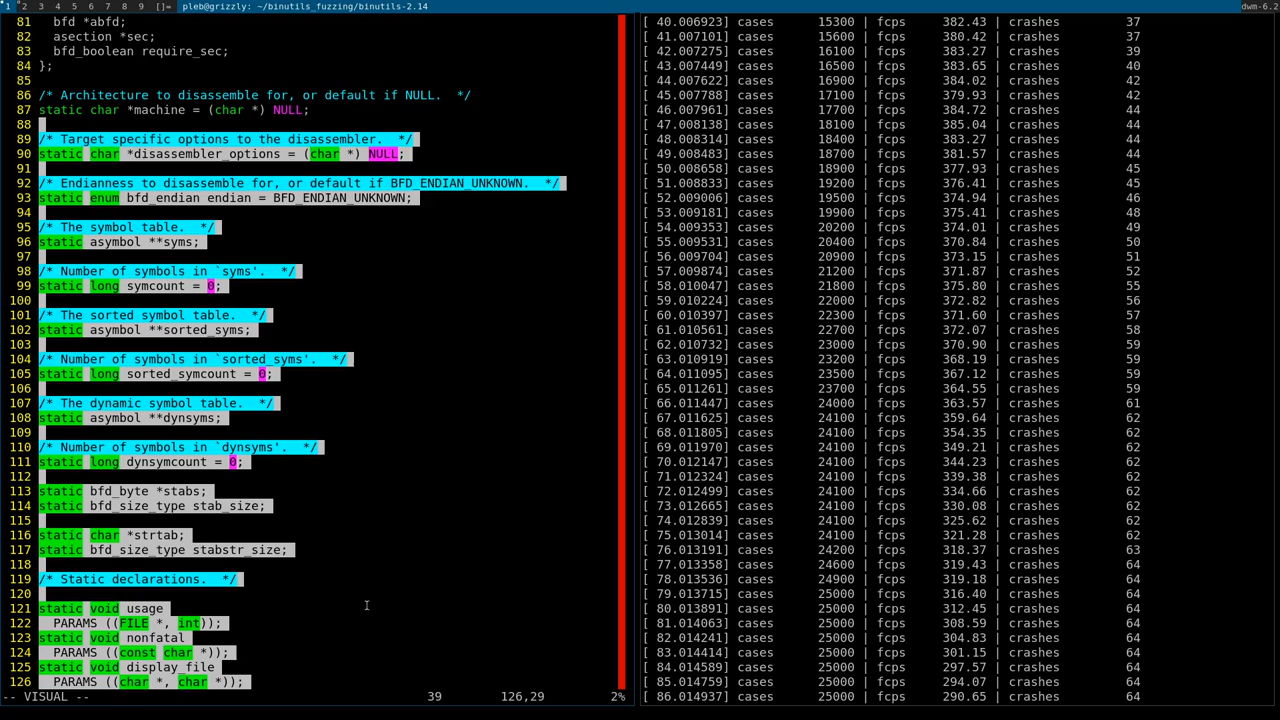 1 2 3 4 5 6 7 8 9 []= pleb@grizzly: ~/binutils_fuzzing/binutils-2.14 dwm-6.2
81 bfd *abfd;
82 asection *sec;
83 bfd_boolean require_sec;
84 };
85
86 /* Architecture to disassemble for, or default if NULL. */
87 static char *machine = (char *) NULL;
88
89 /* Target specific options to the disassembler. */
90 static char *disassembler_options = (char *) NULL;
91
92 /* Endianness to disassemble for, or default if BFD_ENDIAN_UNKNOWN. */
93 static enum bfd_endian endian = BFD_ENDIAN_UNKNOWN;
94
95 /* The symbol table. */
96 static asymbol **syms;
97
98 /* Number of symbols in `syms'. */
99 static long symcount = 0;
100
101 /* The sorted symbol table. */
102 static asymbol **sorted_syms;
103
104 /* Number of symbols in `sorted_syms'. */
105 static long sorted_symcount = 0;
106
107 /* The dynamic symbol table. */
108 static asymbol **dynsyms;
109
110 /* Number of symbols in `dynsyms'. */
111 static long dynsymcount = 0;
112
113 static bfd_byte *stabs;
114 static bfd_size_type stab_size;
115
116 static char *strtab;
117 static bfd_size_type stabstr_size;
118
119 /* Static declarations. */
120
121 static void usage
122 PARAMS ((FILE *, int));
123 static void nonfatal
124 PARAMS ((const char *));
125 static void display_file
126 PARAMS ((char *, char *));
-- VISUAL -- 39 126,29 2%
[ 40.006923] cases 15300 | fcps 382.43 | crashes 37
[ 41.007101] cases 15600 | fcps 380.42 | crashes 37
[ 42.007275] cases 16100 | fcps 383.27 | crashes 39
[ 43.007449] cases 16500 | fcps 383.65 | crashes 40
[ 44.007622] cases 16900 | fcps 384.02 | crashes 42
[ 45.007788] cases 17100 | fcps 379.93 | crashes 42
[ 46.007961] cases 17700 | fcps 384.72 | crashes 44
[ 47.008138] cases 18100 | fcps 385.04 | crashes 44
[ 48.008314] cases 18400 | fcps 383.27 | crashes 44
[ 49.008483] cases 18700 | fcps 381.57 | crashes 44
[ 50.008658] cases 18900 | fcps 377.93 | crashes 45
[ 51.008833] cases 19200 | fcps 376.41 | crashes 45
[ 52.009006] cases 19500 | fcps 374.94 | crashes 46
[ 53.009181] cases 19900 | fcps 375.41 | crashes 48
[ 54.009353] cases 20200 | fcps 374.01 | crashes 49
[ 55.009531] cases 20400 | fcps 370.84 | crashes 50
[ 56.009704] cases 20900 | fcps 373.15 | crashes 51
[ 57.009874] cases 21200 | fcps 371.87 | crashes 52
[ 58.010047] cases 21800 | fcps 375.80 | crashes 55
[ 59.010224] cases 22000 | fcps 372.82 | crashes 56
[ 60.010397] cases 22300 | fcps 371.60 | crashes 57
[ 61.010561] cases 22700 | fcps 372.07 | crashes 58
[ 62.010732] cases 23000 | fcps 370.90 | crashes 59
[ 63.010919] cases 23200 | fcps 368.19 | crashes 59
[ 64.011095] cases 23500 | fcps 367.12 | crashes 59
[ 65.011261] cases 23700 | fcps 364.55 | crashes 59
[ 66.011447] cases 24000 | fcps 363.57 | crashes 61
[ 67.011625] cases 24100 | fcps 359.64 | crashes 62
[ 68.011805] cases 24100 | fcps 354.35 | crashes 62
[ 69.011970] cases 24100 | fcps 349.21 | crashes 62
[ 70.012147] cases 24100 | fcps 344.23 | crashes 62
[ 71.012324] cases 24100 | fcps 339.38 | crashes 62
[ 72.012499] cases 24100 | fcps 334.66 | crashes 62
[ 73.012665] cases 24100 | fcps 330.08 | crashes 62
[ 74.012839] cases 24100 | fcps 325.62 | crashes 62
[ 75.013014] cases 24100 | fcps 321.28 | crashes 62
[ 76.013191] cases 24200 | fcps 318.37 | crashes 63
[ 77.013358] cases 24600 | fcps 319.43 | crashes 64
[ 78.013536] cases 24900 | fcps 319.18 | crashes 64
[ 79.013715] cases 25000 | fcps 316.40 | crashes 64
[ 80.013891] cases 25000 | fcps 312.45 | crashes 64
[ 81.014063] cases 25000 | fcps 308.59 | crashes 64
[ 82.014241] cases 25000 | fcps 304.83 | crashes 64
[ 83.014414] cases 25000 | fcps 301.15 | crashes 64
[ 84.014589] cases 25000 | fcps 297.57 | crashes 64
[ 85.014759] cases 25000 | fcps 294.07 | crashes 64
[ 86.014937] cases 25000 | fcps 290.65 | crashes 64